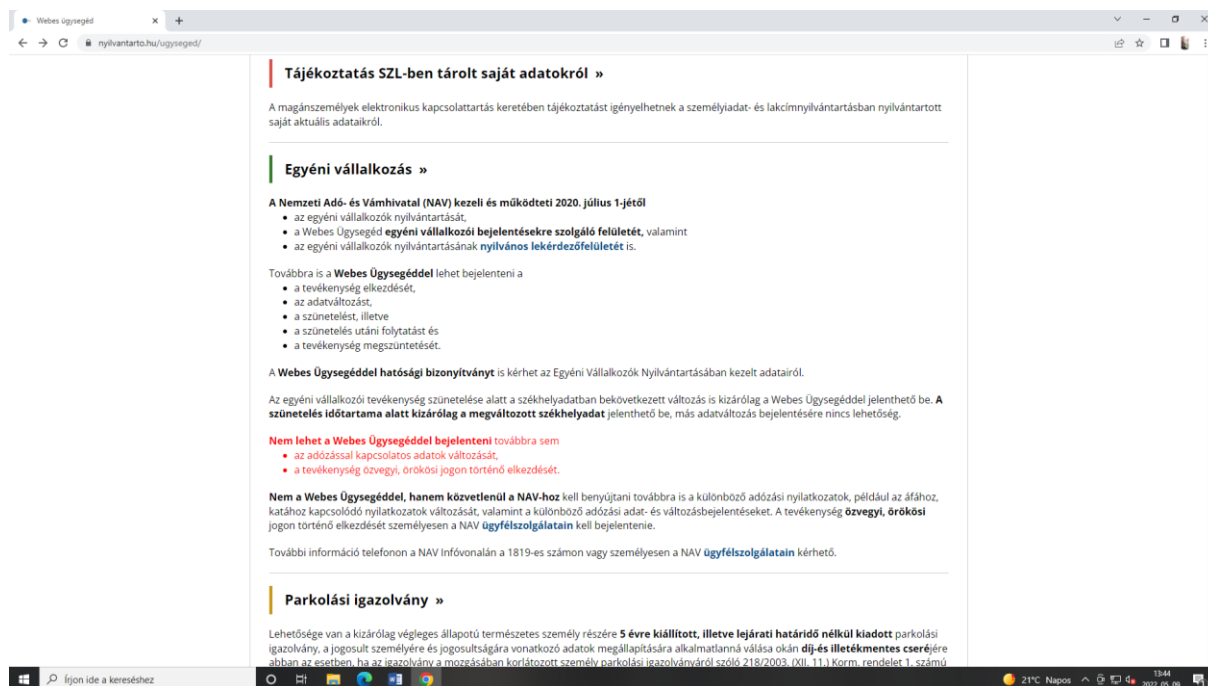 Webes ügysegéd
nyilvantarto.hu/ugyseged/
Tájékoztatás SZL-ben tárolt saját adatokról »
A magánszemélyek elektronikus kapcsolattartás keretében tájékoztatást igényelhetnek a személyiadat- és lakcímnyilvántartásban nyilvántartott
saját aktuális adataikról.
Egyéni vállalkozás »
A Nemzeti Adó- és Vámhivatal (NAV) kezeli és működteti 2020. július 1-jétől
az egyéni vállalkozók nyilvántartását,
a Webes Ügysegéd egyéni vállalkozói bejelentésekre szolgáló felületét, valamint
az egyéni vállalkozók nyilvántartásának nyilvános lekérdezőfelületét is.
Továbbra is a Webes Ügysegéddel lehet bejelenteni a
a tevékenység elkezdését,
az adatváltozást,
a szünetelést, illetve
a szünetelés utáni folytatást és
a tevékenység megszüntetését.
A Webes Ügysegéddel hatósági bizonyítványt is kérhet az Egyéni Vállalkozók Nyilvántartásában kezelt adatairól.
Az egyéni vállalkozói tevékenység szünetelése alatt a székhelyadatban bekövetkezett változás is kizárólag a Webes Ügysegéddel jelenthető be. A
szünetelés időtartama alatt kizárólag a megváltozott székhelyadat jelenthető be, más adatváltozás bejelentésére nincs lehetőség.
Nem lehet a Webes Ügysegéddel bejelenteni továbbra sem
az adózással kapcsolatos adatok változását,
a tevékenység özvegyi, örökösi jogon történő elkezdését.
Nem a Webes Ügysegéddel, hanem közvetlenül a NAV-hoz kell benyújtani továbbra is a különböző adózási nyilatkozatok, például az áfához,
katához kapcsolódó nyilatkozatok változását, valamint a különböző adózási adat- és változásbejelentéseket. A tevékenység özvegyi, örökösi
jogon történő elkezdését személyesen a NAV ügyfélszolgálatain kell bejelentenie.
További információ telefonon a NAV Infóvonalán a 1819-es számon vagy személyesen a NAV ügyfélszolgálatain kérhető.
Parkolási igazolvány »
Lehetősége van a kizárólag végleges állapotú természetes személy részére 5 évre kiállított, illetve lejárati határidő nélkül kiadott parkolási
igazolvány, a jogosult személyére és jogosultságára vonatkozó adatok megállapítására alkalmatlanná válása okán díj-és illetékmentes cseréjére
abban az esetben, ha az igazolvány a mozgásában korlátozott személy parkolási igazolványáról szóló 218/2003. (XII. 11.) Korm. rendelet 1. számú
Írjon ide a kereséshez
21°C Napos
13:44
2022. 05. 09.